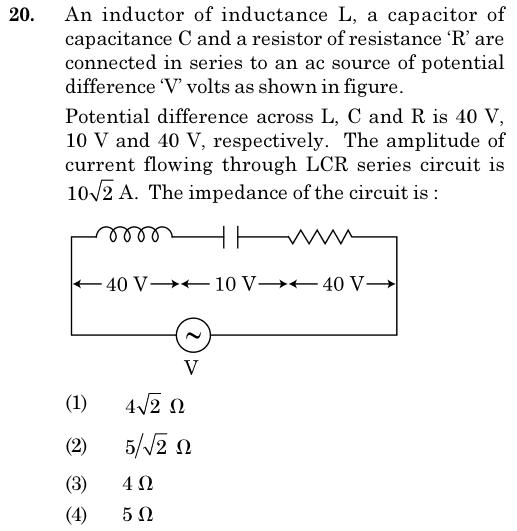 20. An inductor of inductance L, a capacitor of
capacitance C and a resistor of resistance ‘R’ are
connected in series to an ac source of potential
difference ‘V’ volts as shown in figure.
Potential difference across L, C and R is 40 V,
10 V and 40 V, respectively. The amplitude of
current flowing through LCR series circuit is
10√2 A. The impedance of the circuit is :
40 V 10 V 40 V
~
V
(1) 4√2 Ω
(2) 5/√2 Ω
(3) 4 Ω
(4) 5 Ω